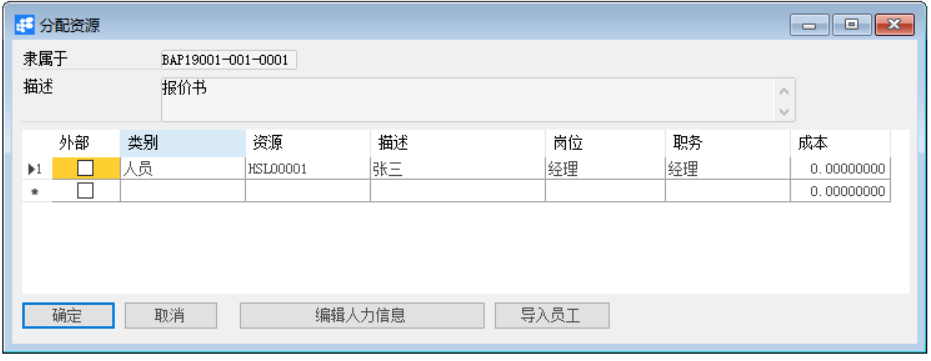 分配资源
隶属于 BAP19001-001-0001
描述 报价书
外部 类别 资源 描述 岗位 职务 成本
1 人员 HSL00001 张三 经理 经理 0.00000000
* 0.00000000
确定 取消 编辑人力信息 导入员工